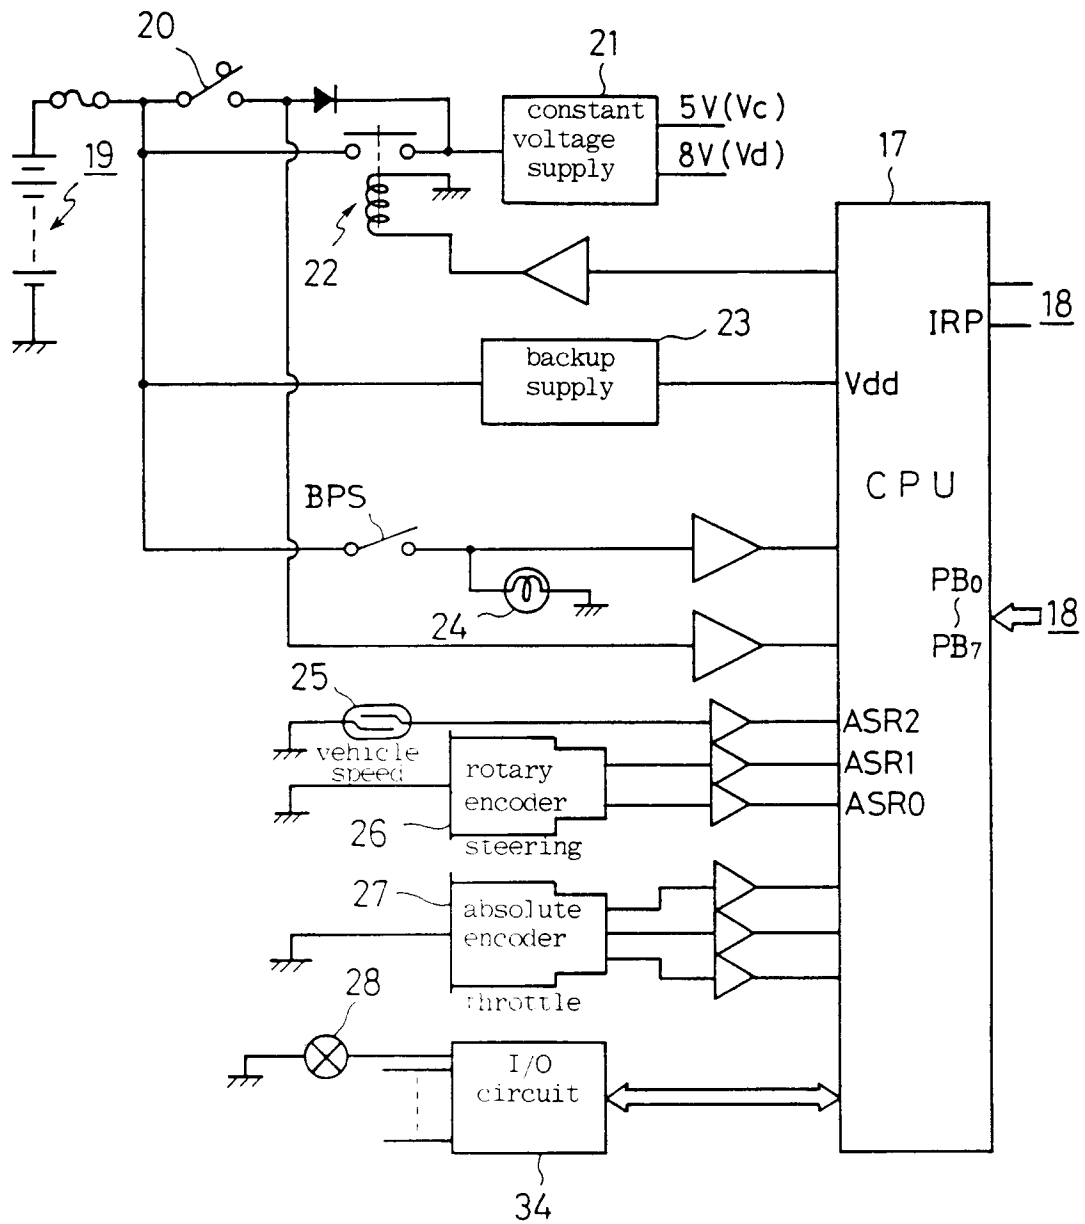 20
21
constant
voltage
supply
5V(Vc)
8V(Vd)
19
17
22
18
IRP
23
backup
supply
Vdd
CPU
BPS
PB0
PB7
18
24
25
vehicle
speed
ASR2
rotary
encoder
ASR1
ASR0
26
steering
27
absolute
encoder
throttle
28
I/O
circuit
34